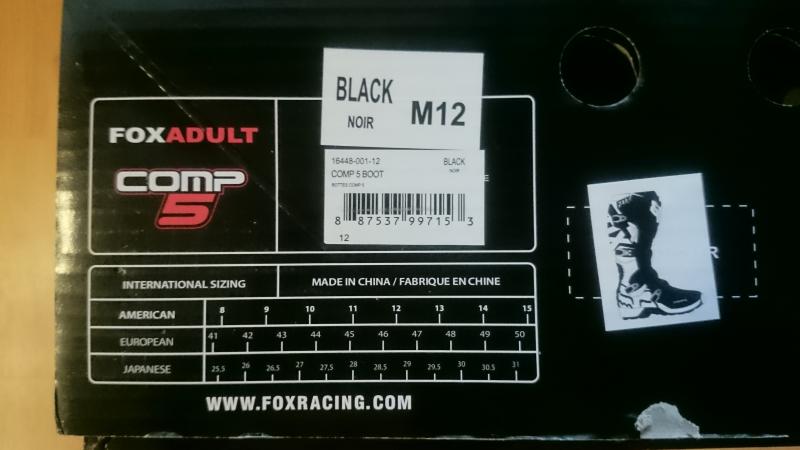 BLACK
NOIR M12
FOXADULT
COMP
5
16448-001-12 BLACK
COMP 5 BOOT NOIR
BOTTES COMP 5
8 87537 99715 3
12
E
R
INTERNATIONAL SIZING MADE IN CHINA / FABRIQUE EN CHINE
AMERICAN 8 9 10 11 12 13 14 15
EUROPEAN 41 42 43 44 45 46 47 48 49 50
JAPANESE 25,5 26 26.5 27 27,5 28 28.5 29 29.5 30 30.5 31
WWW.FOXRACING.COM